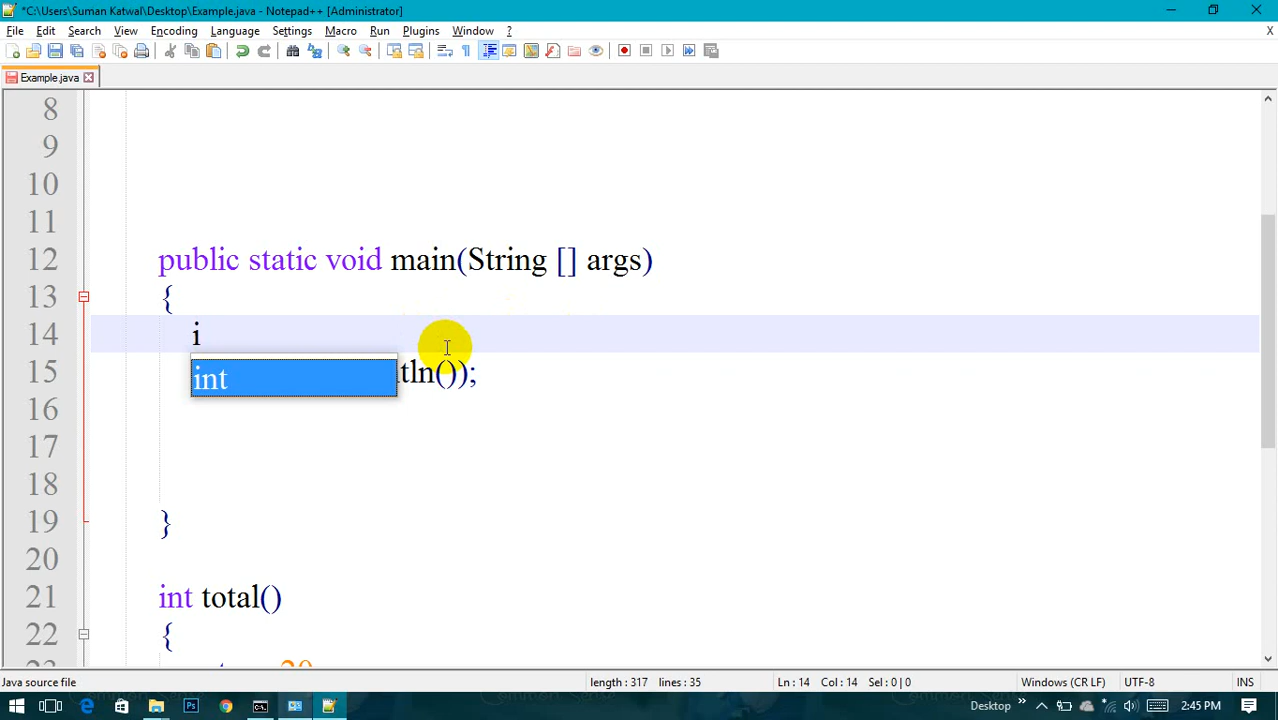 *C:\Users\Suman Katwal\Desktop\Example.java - Notepad++ [Administrator]
File Edit Search View Encoding Language Settings Macro Run Plugins Window ? X
Example.java
8
9
10
11
12 public static void main(String [] args)
13 {
14 i
int
15 tln());
16
17
18
19 }
20
21 int total()
22 {
23 20
Java source file length : 317 lines : 35 Ln : 14 Col : 14 Sel : 0 | 0 Windows (CR LF) UTF-8 INS
Desktop 2:45 PM